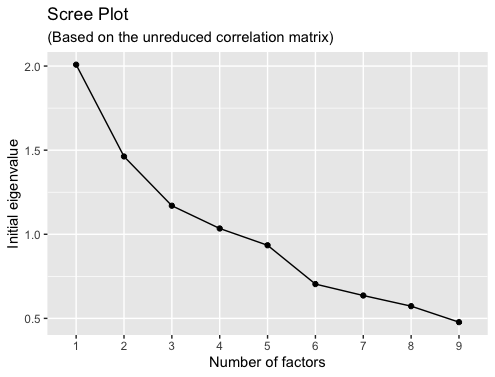 Scree Plot
(Based on the unreduced correlation matrix)
Initial eigenvalue
2.0
1.5
1.0
0.5
1 2 3 4 5 6 7 8 9
Number of factors